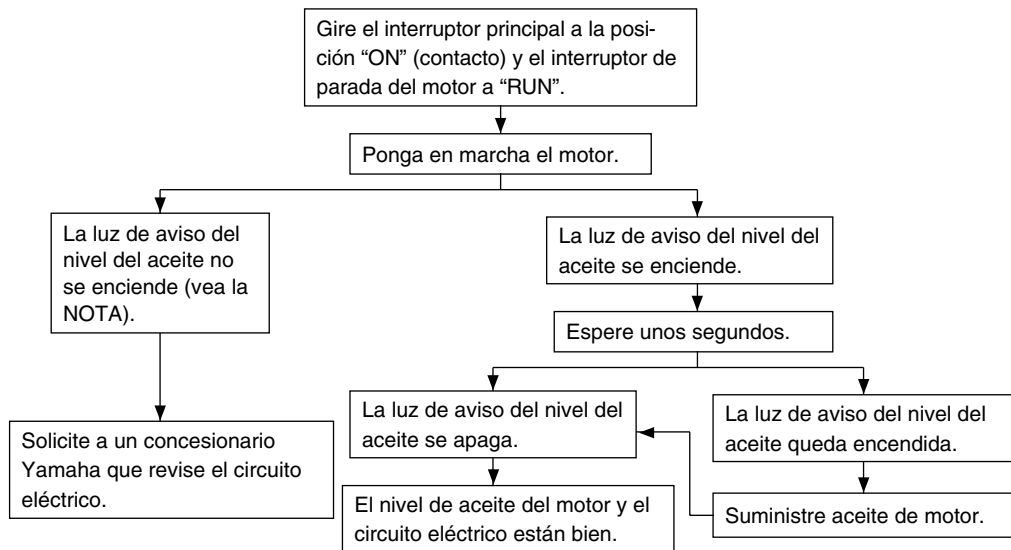 Gire el interruptor principal a la posi-
ción “ON” (contacto) y el interruptor de
parada del motor a “RUN”.
Ponga en marcha el motor.
La luz de aviso del
nivel del aceite no
se enciende (vea la
NOTA).
La luz de aviso del nivel del
aceite se enciende.
Espere unos segundos.
Solicite a un concesionario
Yamaha que revise el circuito
eléctrico.
La luz de aviso del nivel del
aceite se apaga.
La luz de aviso del nivel del
aceite queda encendida.
El nivel de aceite del motor y el
circuito eléctrico están bien.
Suministre aceite de motor.